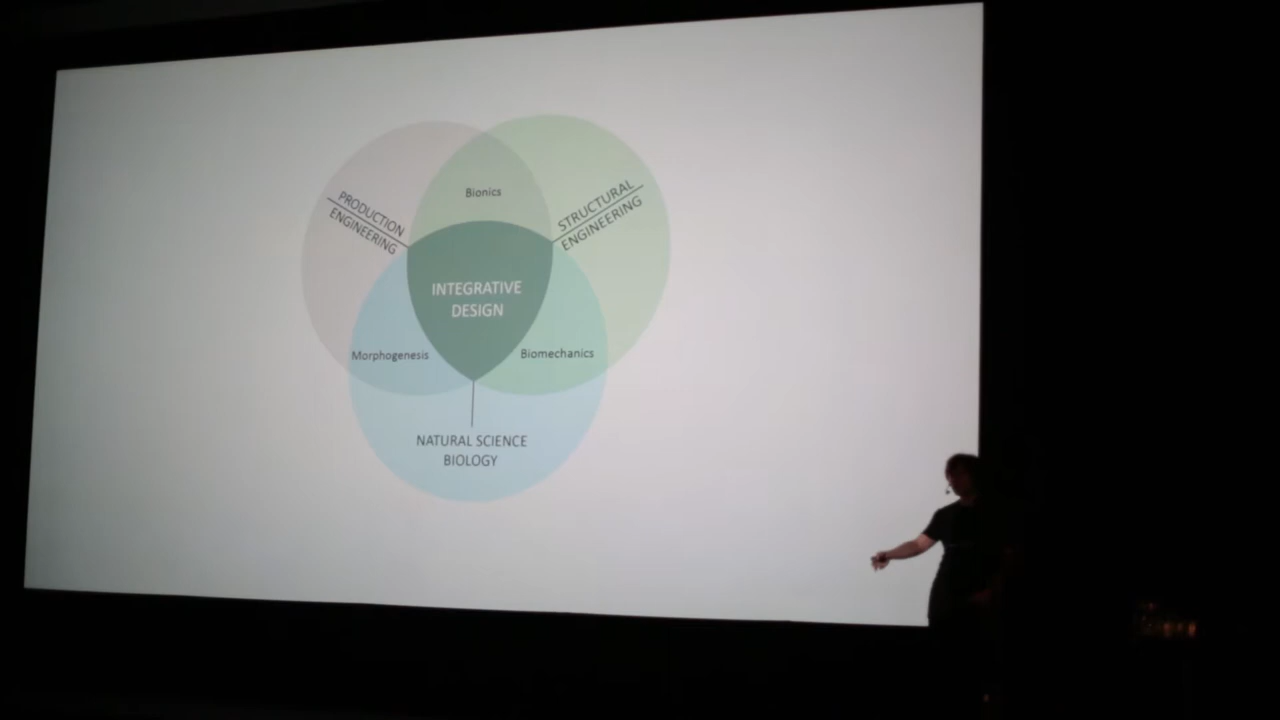 Bionics
PRODUCTION
ENGINEERING
STRUCTURAL
ENGINEERING
INTEGRATIVE
DESIGN
Morphogenesis
Biomechanics
NATURAL SCIENCE
BIOLOGY